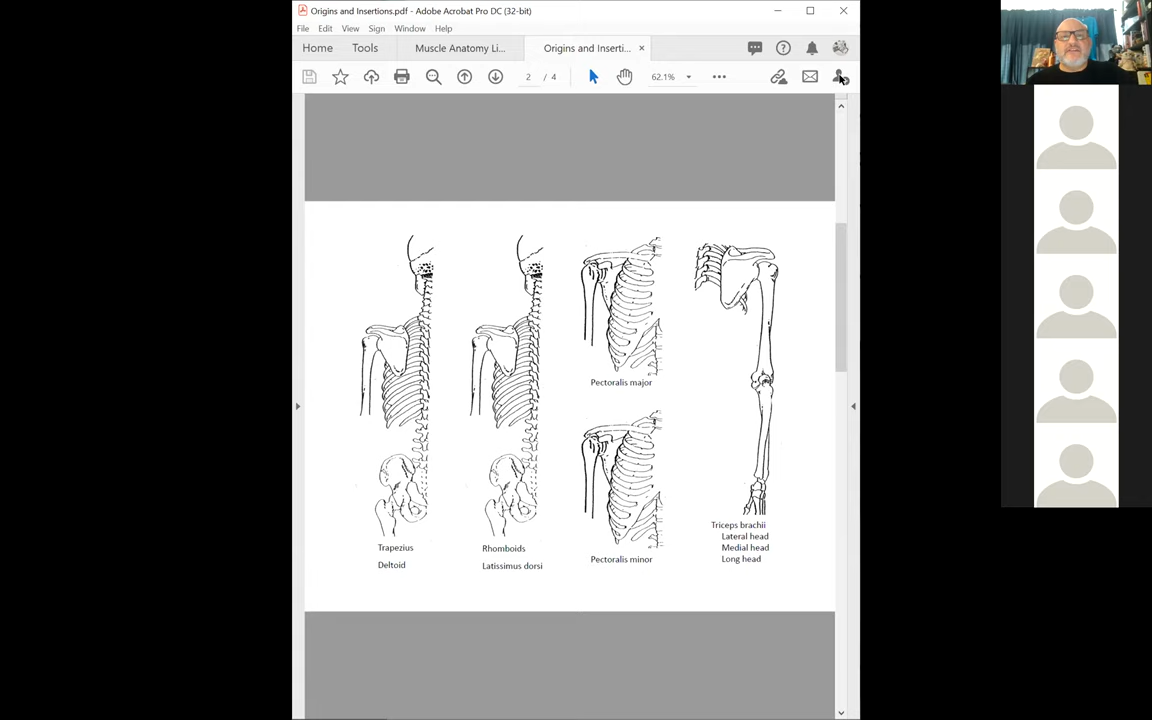 Origins and Insertions.pdf - Adobe Acrobat Pro DC (32-bit)
File Edit View Sign Window Help
Home Tools Muscle Anatomy Li... Origins and Inserti... ×
2 / 4 62.1%
Pectoralis major
Triceps brachii
Lateral head
Medial head
Long head
Trapezius
Deltoid
Rhomboids
Latissimus dorsi
Pectoralis minor